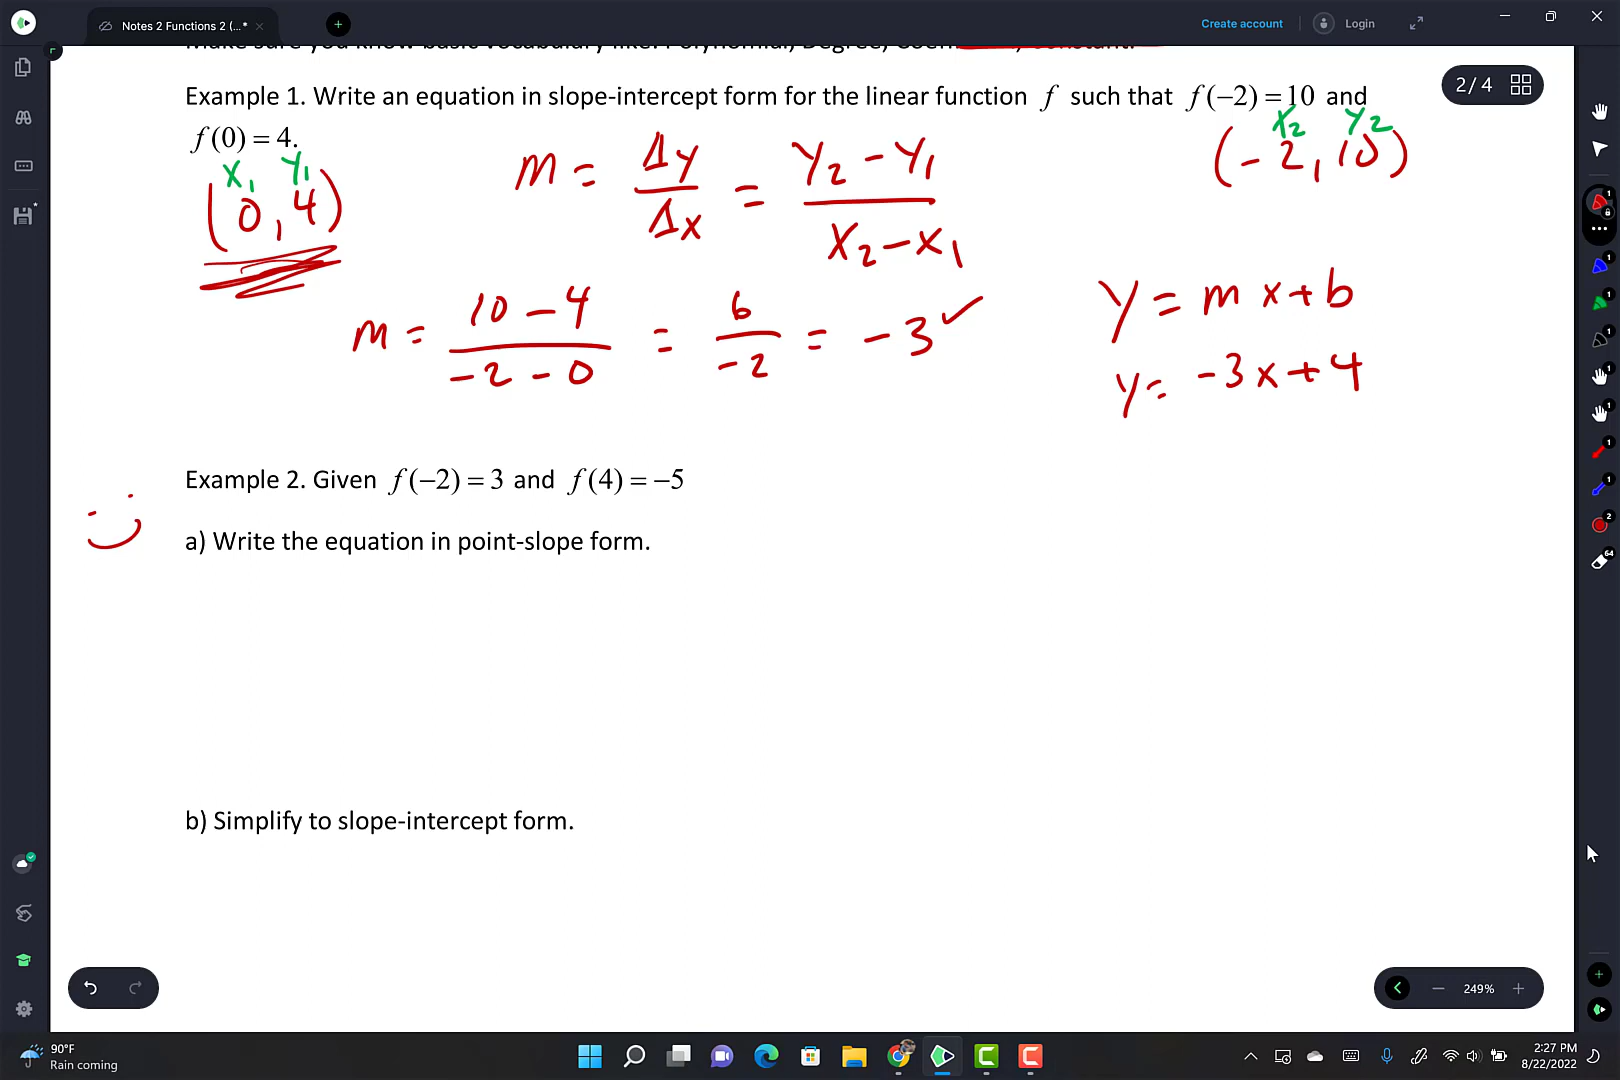 Notes 2 Functions 2 (...*
Create account
Login
2/4
Example 1. Write an equation in slope-intercept form for the linear function f such that f(−2) = 10 and
f(0) = 4.
x₁ y₁
(0, 4)
m = Δy/Δx = (y₂ − y₁)/(x₂ − x₁)
x₂ y₂
(−2, 10)
m = (10 − 4)/(−2 − 0) = 6/−2 = −3 ✓
y = mx + b
y = −3x + 4
Example 2. Given f(−2) = 3 and f(4) = −5
a) Write the equation in point-slope form.
b) Simplify to slope-intercept form.
249%
90°F
Rain coming
2:27 PM
8/22/2022